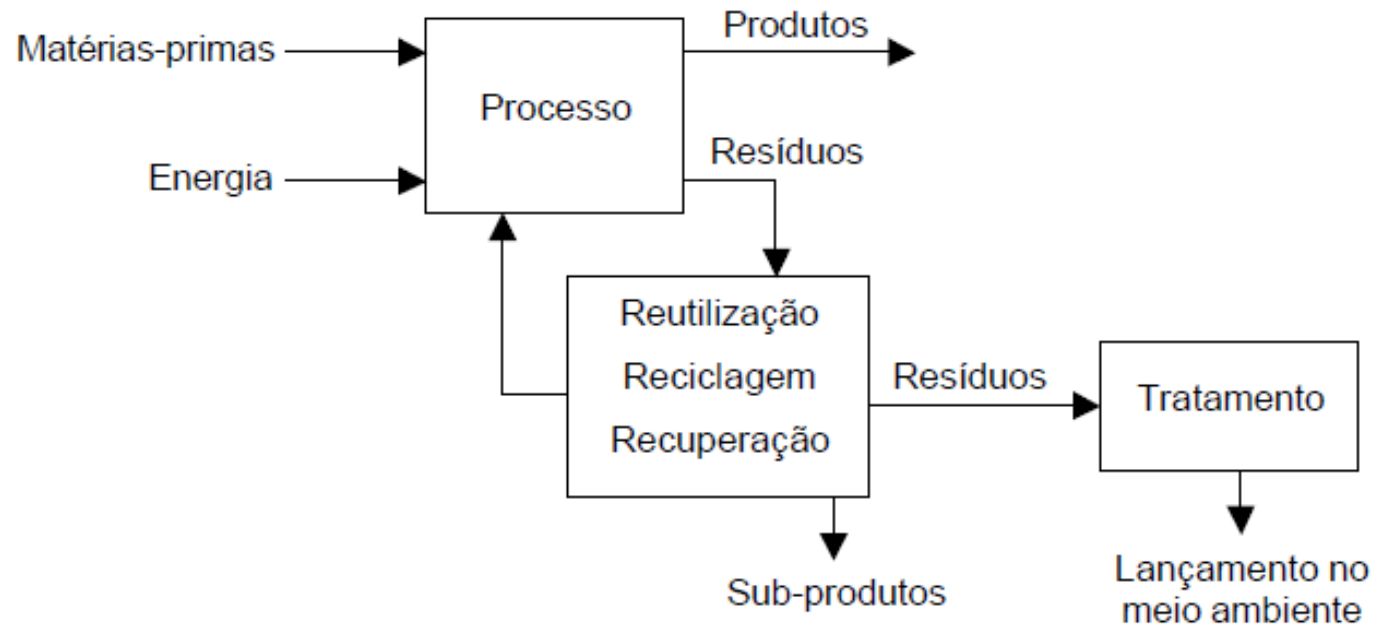 Produtos
Matérias-primas
Processo
Resíduos
Energia
Reutilização
Reciclagem
Recuperação
Resíduos
Tratamento
Sub-produtos
Lançamento no
meio ambiente